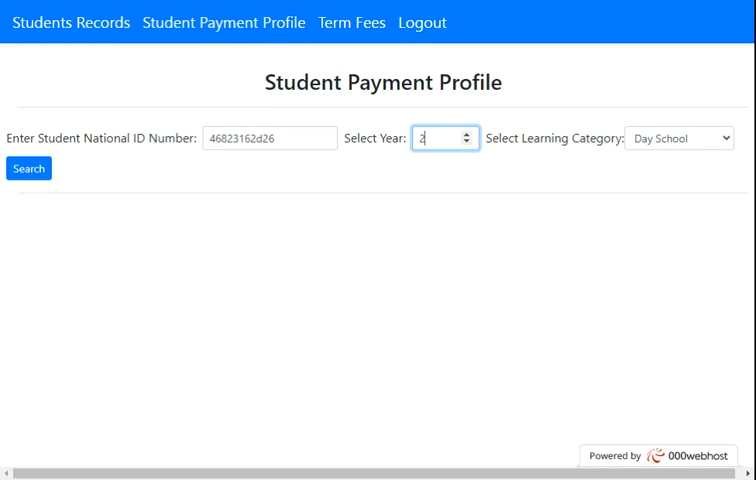 Students Records Student Payment Profile Term Fees Logout
Student Payment Profile
Enter Student National ID Number: 46823162d26 Select Year: 2 Select Learning Category: Day School
Search
Powered by 000webhost